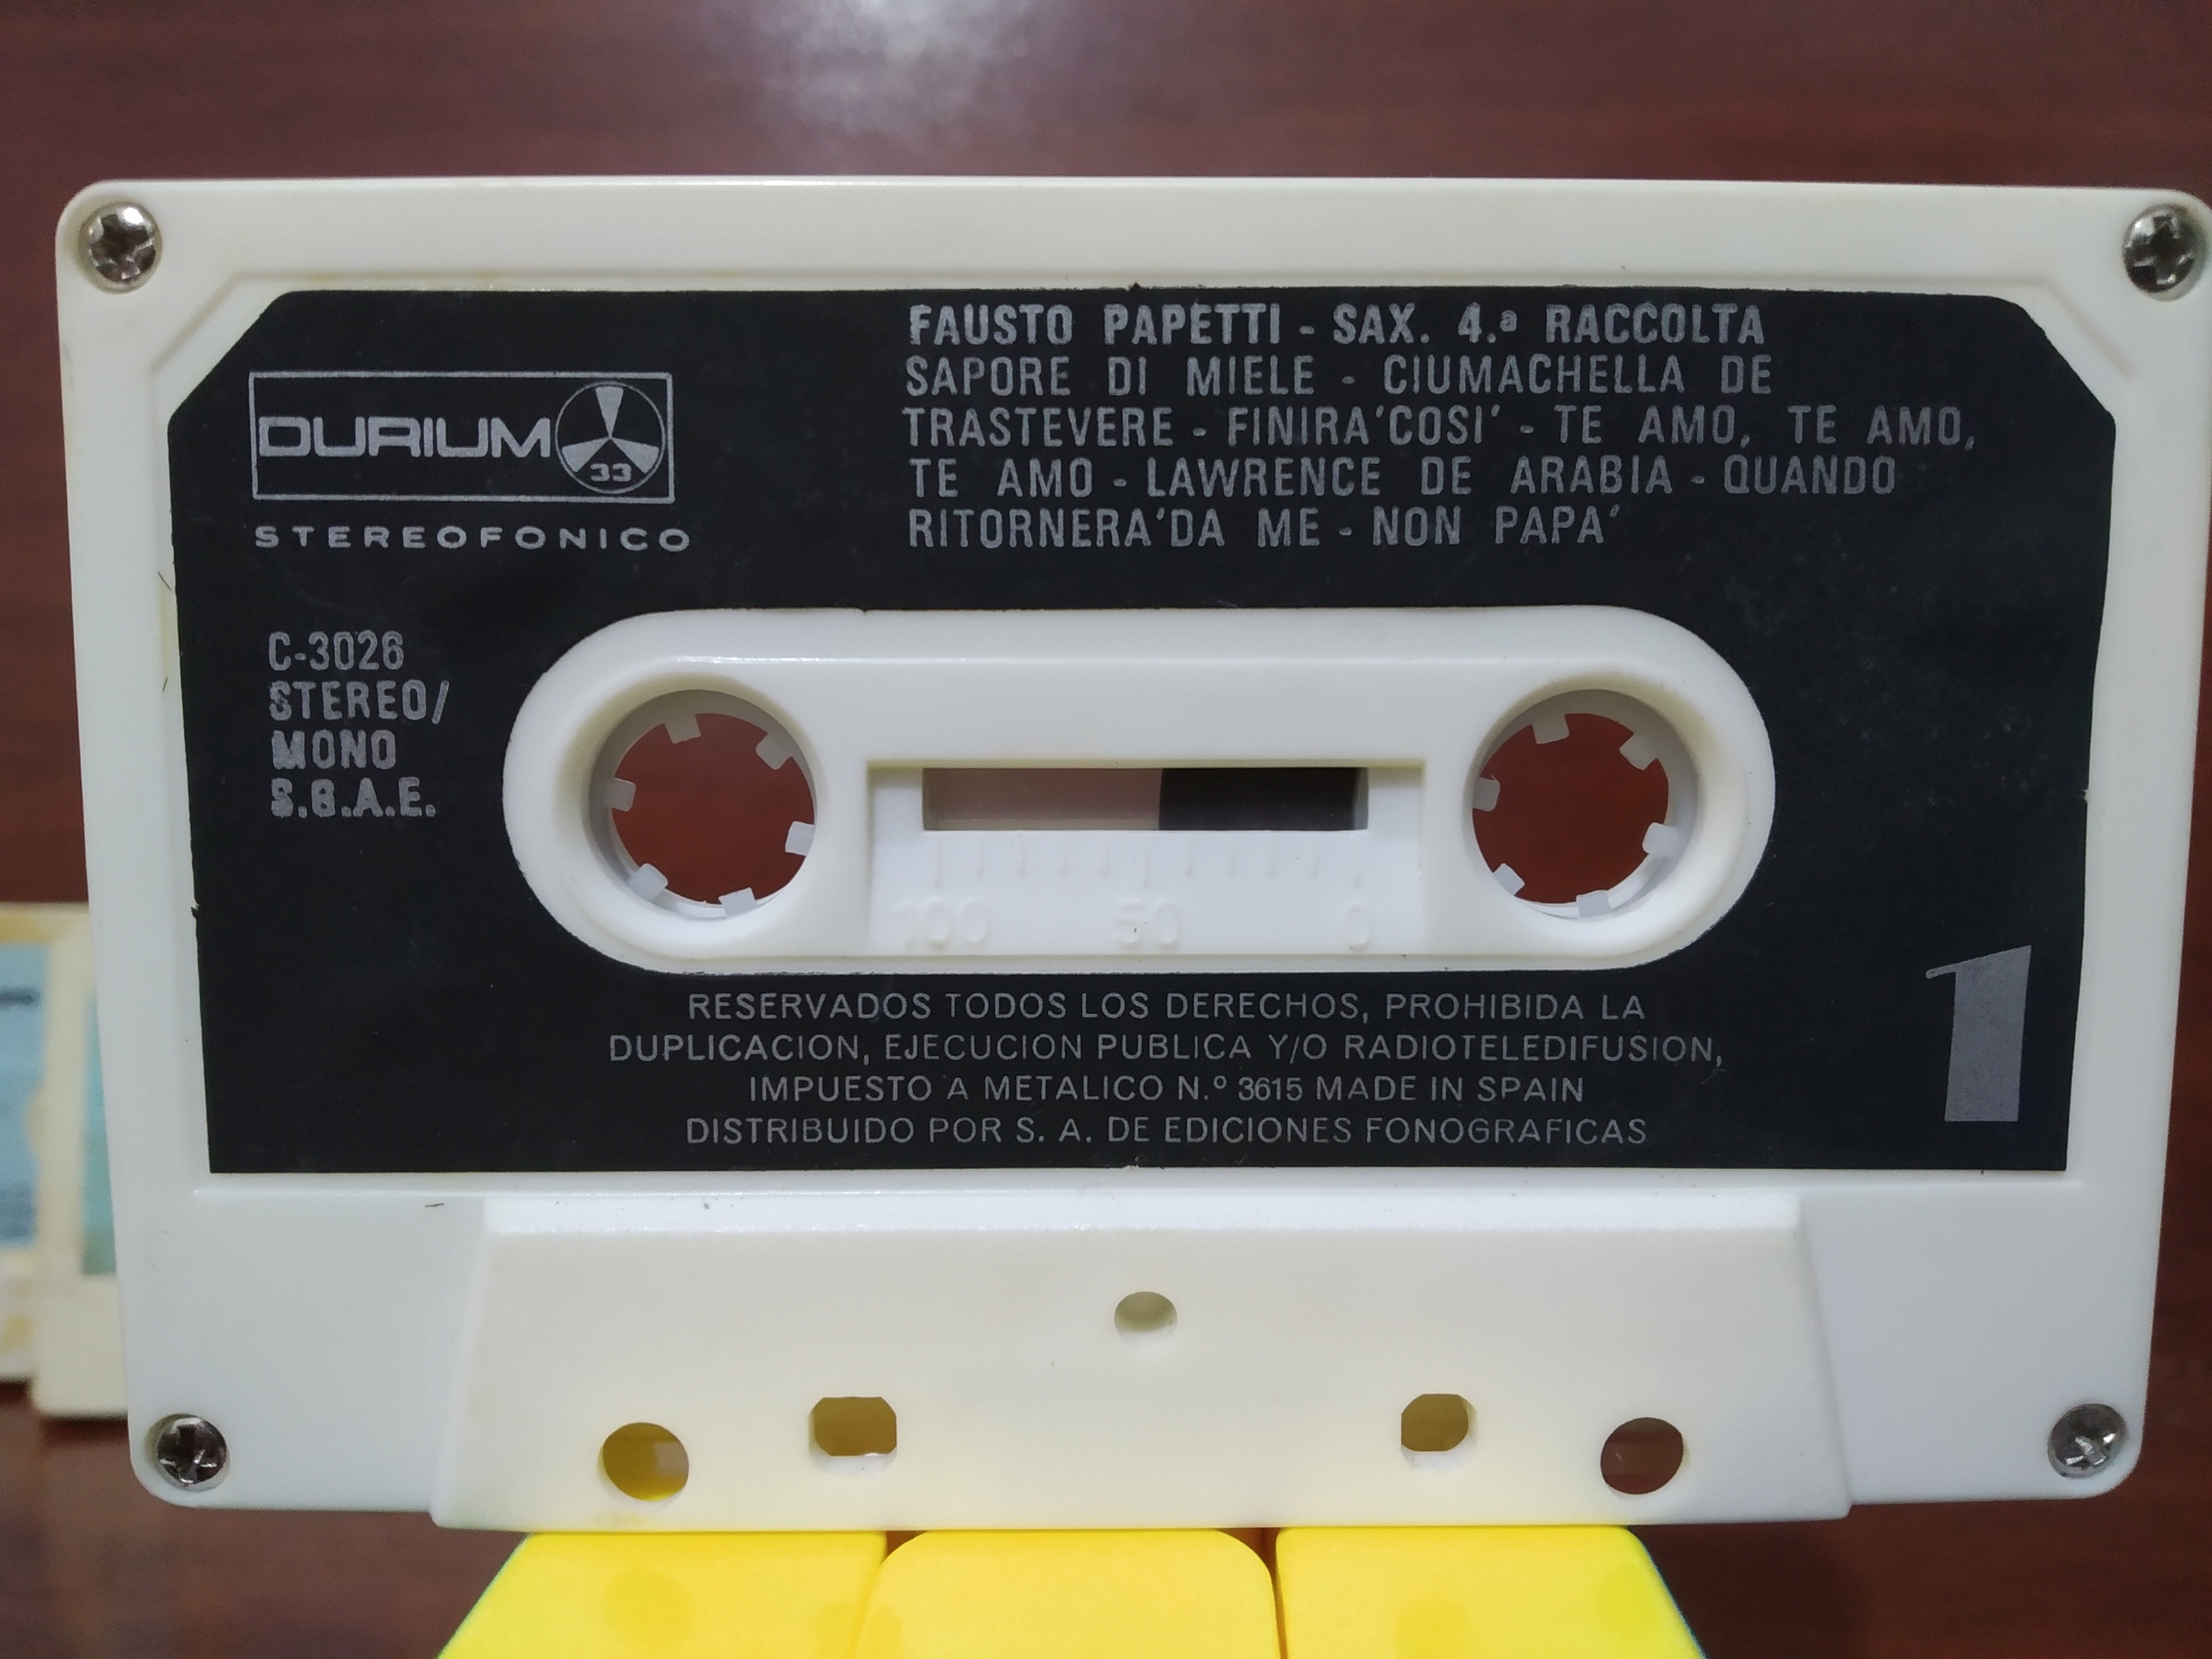 FAUSTO PAPETTI - SAX. 4.ª RACCOLTA
SAPORE DI MIELE - CIUMACHELLA DE
TRASTEVERE - FINIRA'COSI' - TE AMO, TE AMO,
TE AMO - LAWRENCE DE ARABIA - QUANDO
RITORNERA'DA ME - NON PAPA'
DURIUM
33
STEREOFONICO
C-3026
STEREO/
MONO
S.G.A.E.
100 50 0
RESERVADOS TODOS LOS DERECHOS, PROHIBIDA LA
DUPLICACION, EJECUCION PUBLICA Y/O RADIOTELEDIFUSION,
IMPUESTO A METALICO N.º 3615 MADE IN SPAIN
DISTRIBUIDO POR S. A. DE EDICIONES FONOGRAFICAS
1